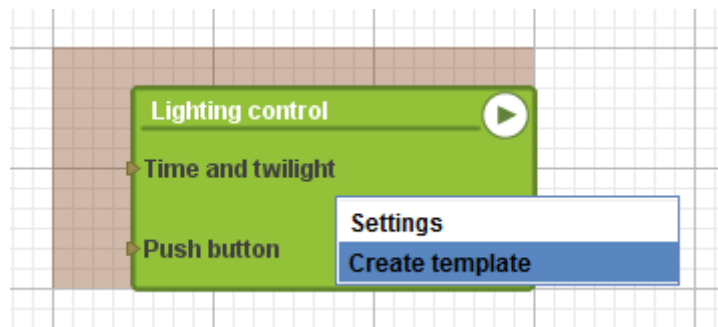 Lighting control
Time and twilight
Settings
Push button
Create template